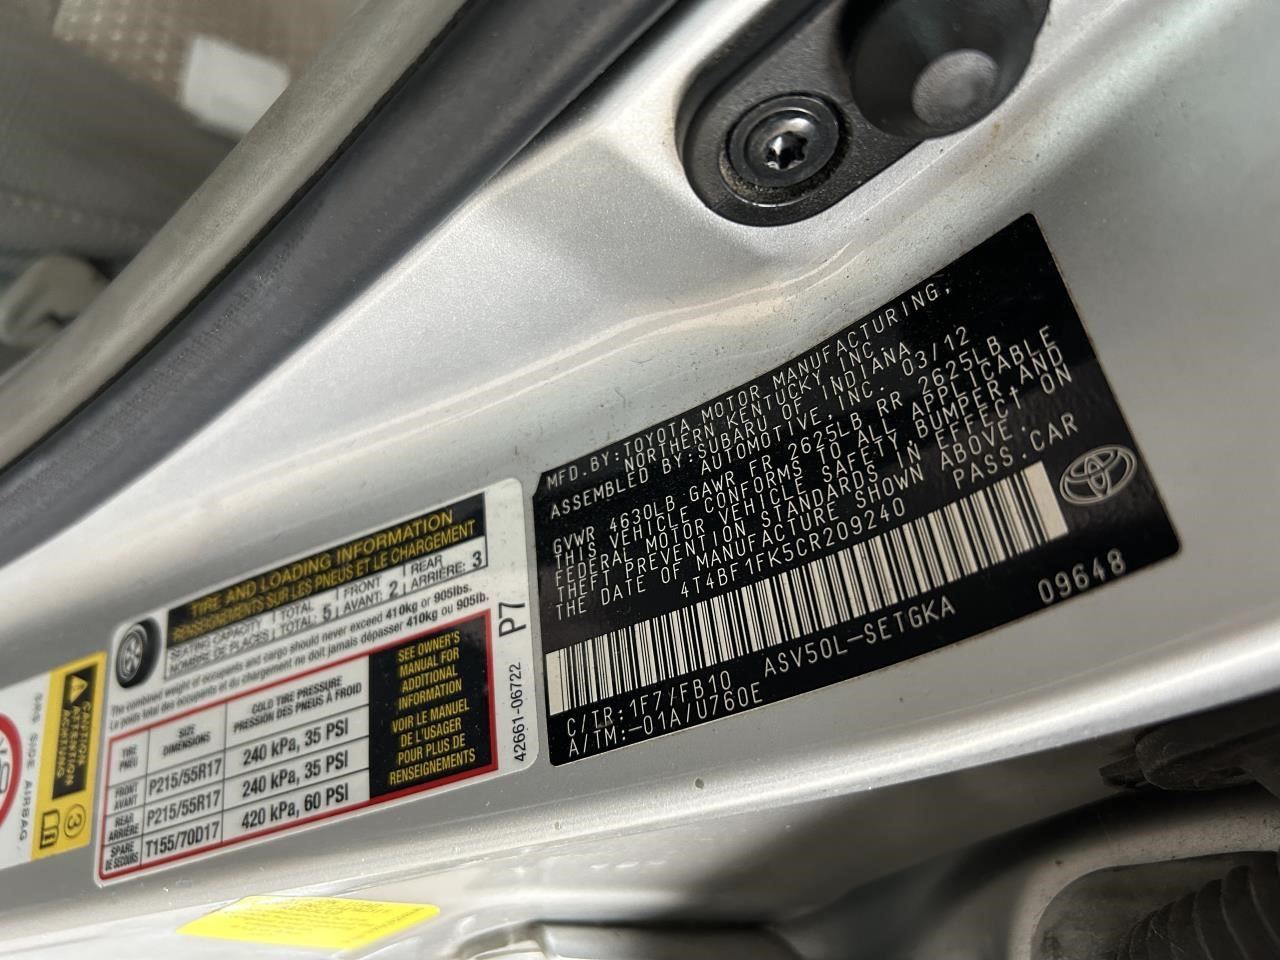 MFD. BY: TOYOTA MOTOR MANUFACTURING,
NORTHERN KENTUCKY, INC.
ASSEMBLED BY: SUBARU OF INDIANA
AUTOMOTIVE, INC. 03/12
GVWR 4630LB GAWR FR 2625LB RR 2625LB
THIS VEHICLE CONFORMS TO ALL APPLICABLE
FEDERAL MOTOR VEHICLE SAFETY, BUMPER, AND
THEFT PREVENTION STANDARDS IN EFFECT ON
THE DATE OF MANUFACTURE SHOWN ABOVE.
4T4BF1FK5CR209240 PASS. CAR
C/TR: 1F7/FB10 ASV50L-SETGKA 09648
A/TM:-01A/U760E
TIRE AND LOADING INFORMATION
RENSEIGNEMENTS SUR LES PNEUS ET LE CHARGEMENT
SEATING CAPACITY TOTAL 5 FRONT 2 REAR 3
NOMBRE DE PLACES TOTAL: AVANT: ARRIÈRE:
The combined weight of occupants and cargo should never exceed 410kg or 905lbs.
Le poids total des occupants et du chargement ne doit jamais dépasser 410kg ou 905lb.
TIRE SIZE COLD TIRE PRESSURE
PNEU DIMENSIONS PRESSION DES PNEUS À FROID
FRONT
AVANT P215/55R17 240 kPa, 35 PSI
REAR
ARRIÈRE P215/55R17 240 kPa, 35 PSI
SPARE
DE SECOURS T155/70D17 420 kPa, 60 PSI
SEE OWNER'S
MANUAL FOR
ADDITIONAL
INFORMATION
VOIR LE MANUEL
DE L'USAGER
POUR PLUS DE
RENSEIGNEMENTS
42661-06722 P7
CAUTION
ATTENTION
3
SRS SIDE AIRBAG